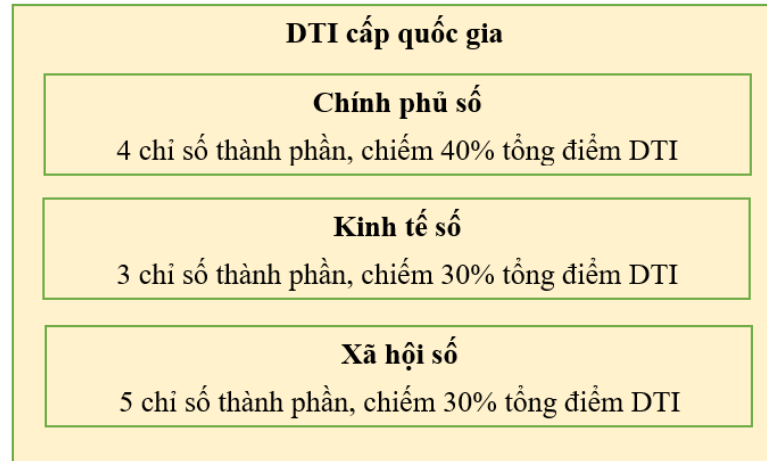 DTI cấp quốc gia
Chính phủ số
4 chỉ số thành phần, chiếm 40% tổng điểm DTI
Kinh tế số
3 chỉ số thành phần, chiếm 30% tổng điểm DTI
Xã hội số
5 chỉ số thành phần, chiếm 30% tổng điểm DTI